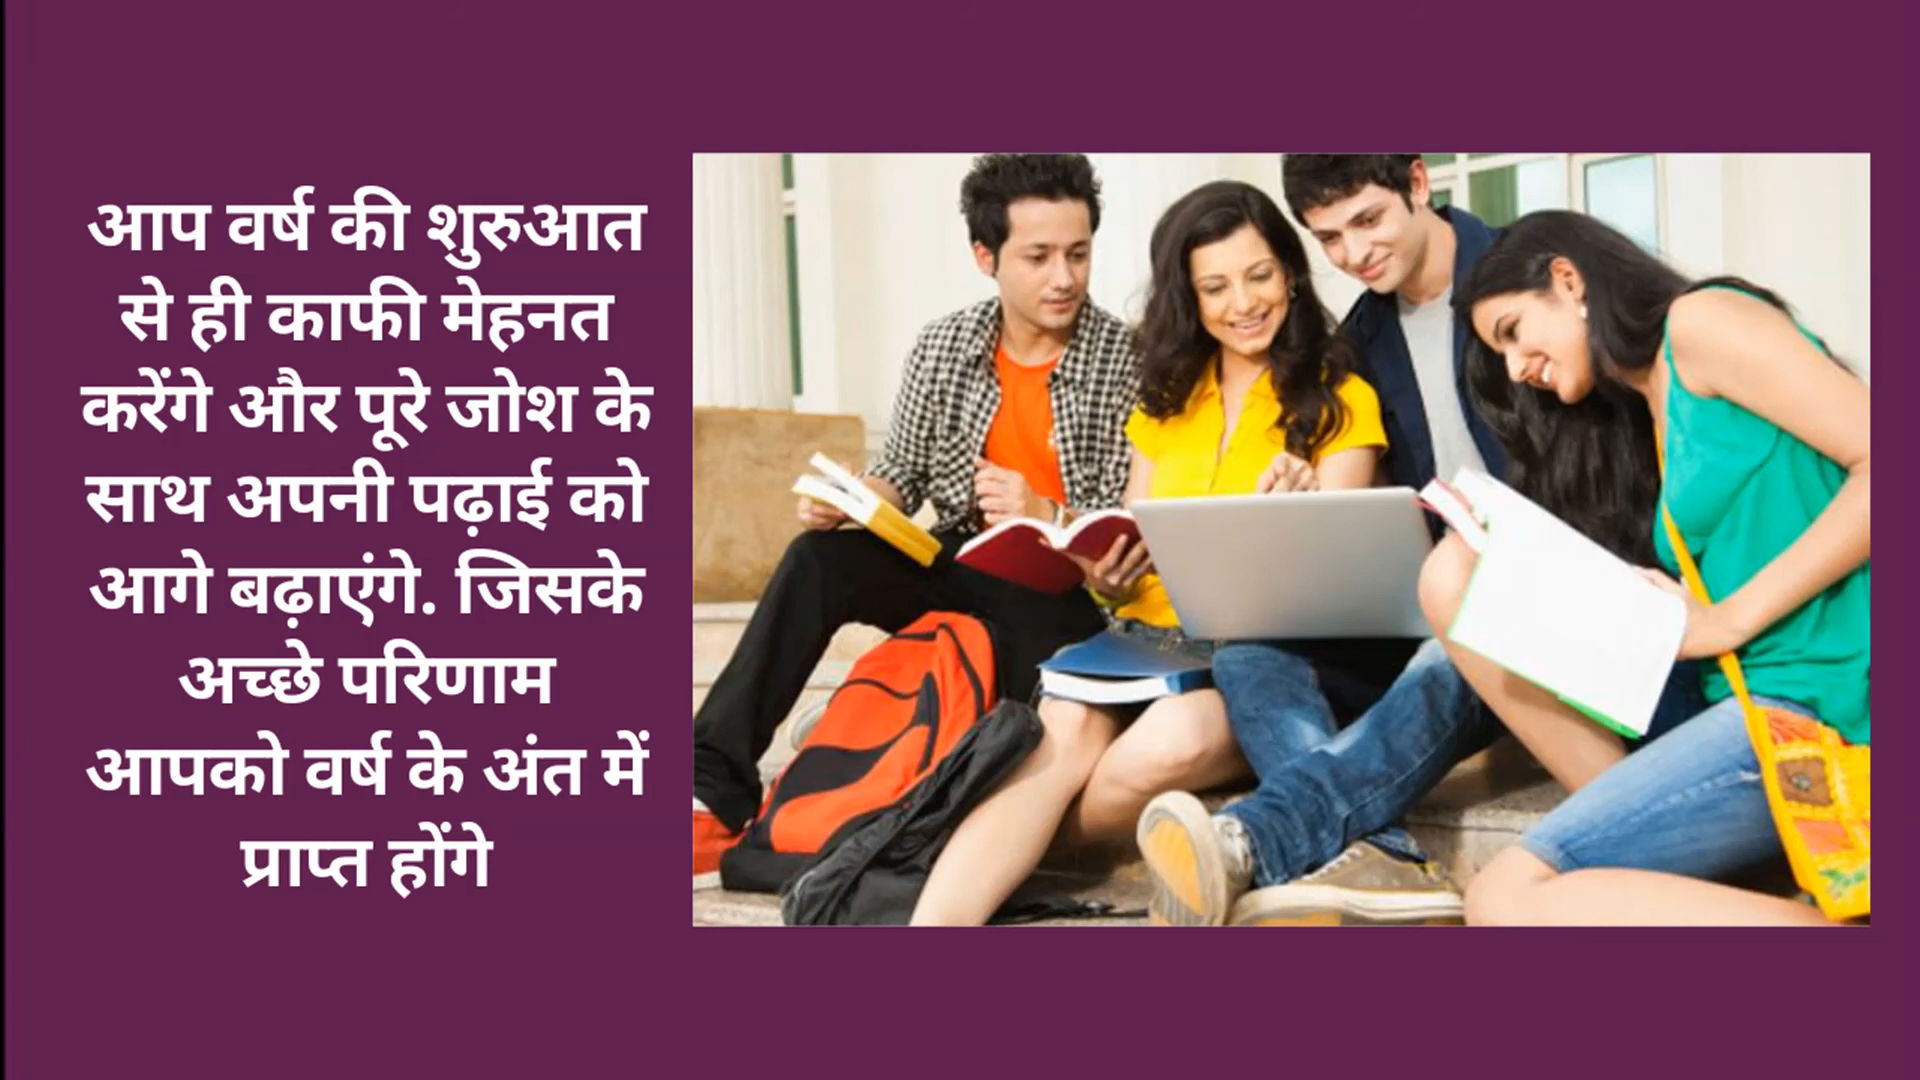 आप वर्ष की शुरुआत
से ही काफी मेहनत
करेंगे और पूरे जोश के
साथ अपनी पढ़ाई को
आगे बढ़ाएंगे. जिसके
अच्छे परिणाम
आपको वर्ष के अंत में
प्राप्त होंगे